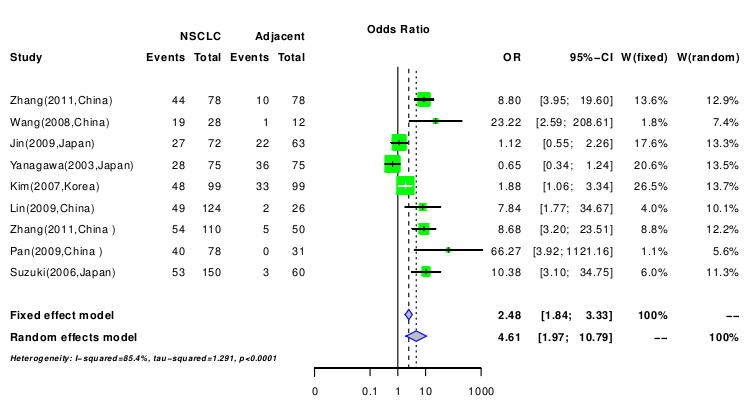 NSCLC Adjacent Odds Ratio
Study Events Total Events Total OR 95%-CI W(fixed) W(random)
Zhang(2011,China) 44 78 10 78 8.80 [3.95; 19.60] 13.6% 12.9%
Wang(2008,China) 19 28 1 12 23.22 [2.59; 208.61] 1.8% 7.4%
Jin(2009,Japan) 27 72 22 63 1.12 [0.55; 2.26] 17.6% 13.3%
Yanagawa(2003,Japan) 28 75 36 75 0.65 [0.34; 1.24] 20.6% 13.5%
Kim(2007,Korea) 48 99 33 99 1.88 [1.06; 3.34] 26.5% 13.7%
Lin(2009,China) 49 124 2 26 7.84 [1.77; 34.67] 4.0% 10.1%
Zhang(2011,China ) 54 110 5 50 8.68 [3.20; 23.51] 8.8% 12.2%
Pan(2009,China ) 40 78 0 31 66.27 [3.92; 1121.16] 1.1% 5.6%
Suzuki(2006,Japan) 53 150 3 60 10.38 [3.10; 34.75] 6.0% 11.3%
Fixed effect model 2.48 [1.84; 3.33] 100% --
Random effects model 4.61 [1.97; 10.79] -- 100%
Heterogeneity: I-squared=85.4%, tau-squared=1.291, p<0.0001
0 0.1 1 10 1000